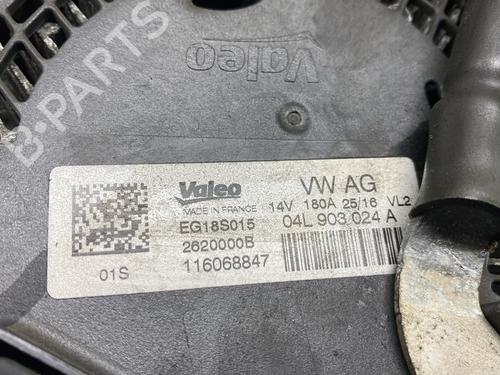 B-PARTS
Valeo
Valeo
MADE IN FRANCE
VW AG
14V 180A 25/16 VL2
EG18S015
04L 903 024 A
2620000B
116068847
01S